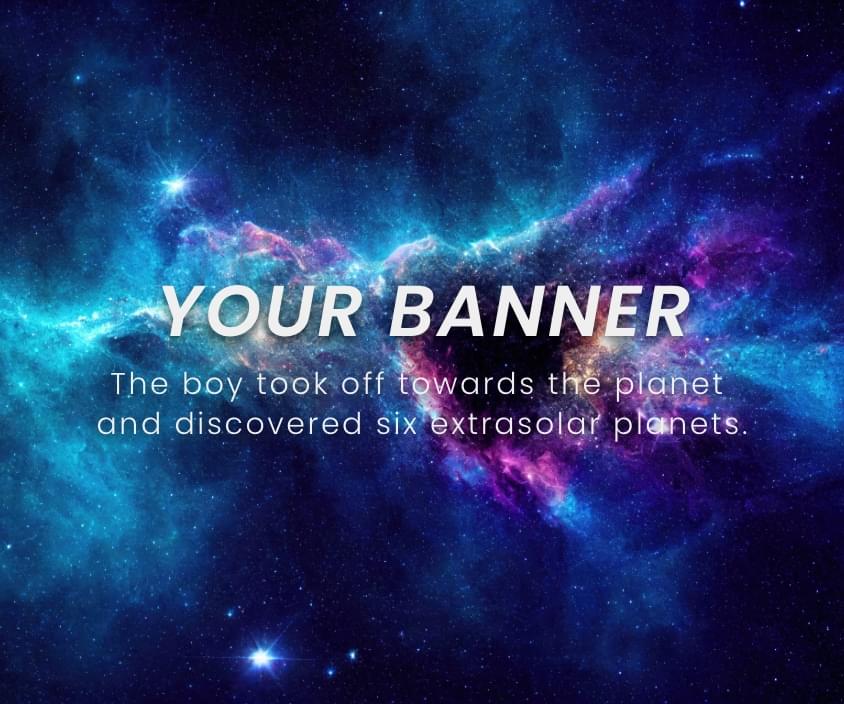 YOUR BANNER
The boy took off towards the planet
and discovered six extrasolar planets.